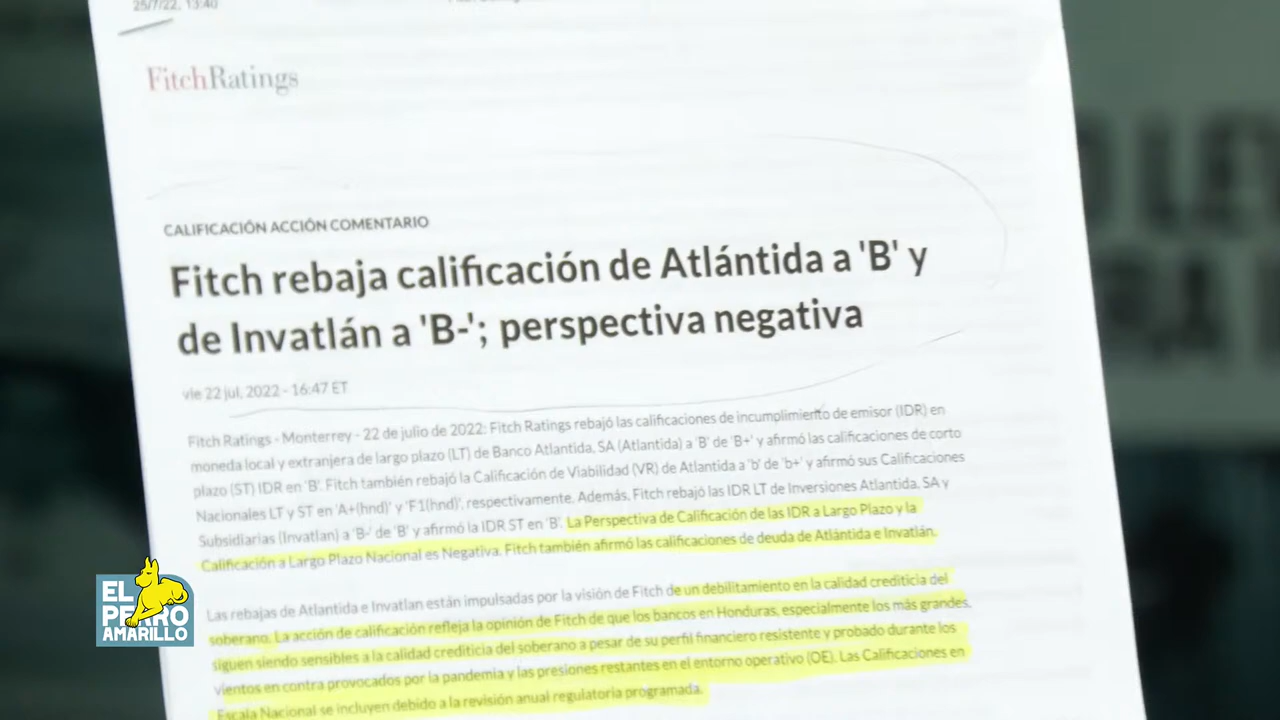 25/7/22, 13:40
FitchRatings
CALIFICACIÓN ACCIÓN COMENTARIO
Fitch rebaja calificación de Atlántida a 'B' y
de Invatlán a 'B-'; perspectiva negativa
vie 22 jul, 2022 - 16:47 ET
Fitch Ratings - Monterrey - 22 de julio de 2022: Fitch Ratings rebajó las calificaciones de incumplimiento de emisor (IDR) en
moneda local y extranjera de largo plazo (LT) de Banco Atlantida, SA (Atlantida) a 'B' de 'B+' y afirmó las calificaciones de corto
plazo (ST) IDR en 'B'. Fitch también rebajó la Calificación de Viabilidad (VR) de Atlantida a 'b' de 'b+' y afirmó sus Calificaciones
Nacionales LT y ST en 'A+(hnd)' y 'F1(hnd)', respectivamente. Además, Fitch rebajó las IDR LT de Inversiones Atlantida, SA y
Subsidiarias (Invatlan) a 'B-' de 'B' y afirmó la IDR ST en 'B'. La Perspectiva de Calificación de las IDR a Largo Plazo y la
Calificación a Largo Plazo Nacional es Negativa. Fitch también afirmó las calificaciones de deuda de Atlántida e Invatlán.
Las rebajas de Atlantida e Invatlan están impulsadas por la visión de Fitch de un debilitamiento en la calidad crediticia del
soberano. La acción de calificación refleja la opinión de Fitch de que los bancos en Honduras, especialmente los más grandes,
siguen siendo sensibles a la calidad crediticia del soberano a pesar de su perfil financiero resistente y probado durante los
vientos en contra provocados por la pandemia y las presiones restantes en el entorno operativo (OE). Las Calificaciones en
Escala Nacional se incluyen debido a la revisión anual regulatoria programada.
EL
PERRO
AMARILLO